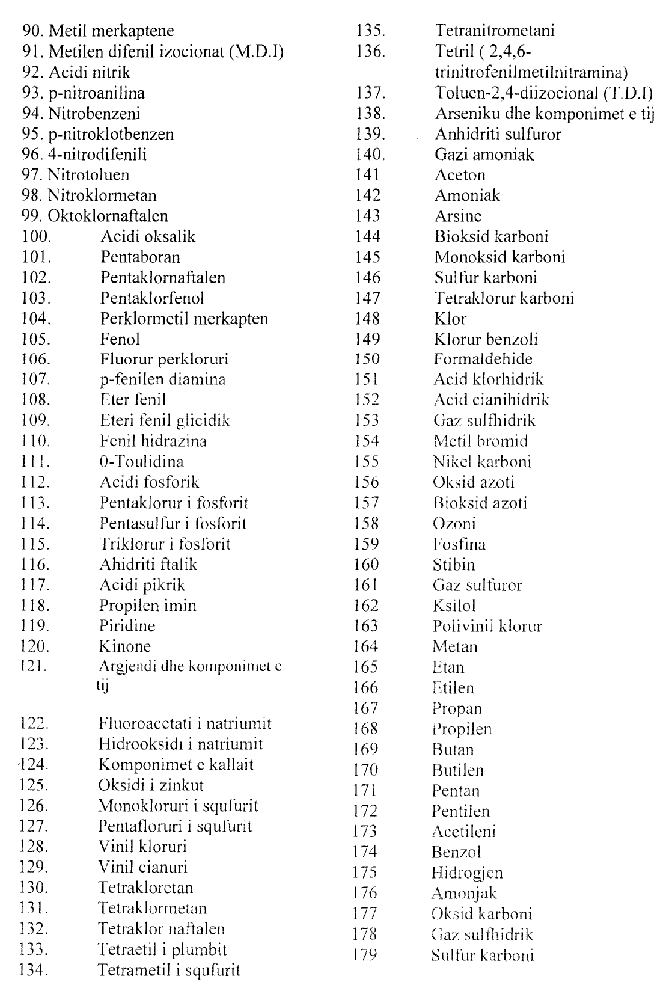 90. Metil merkaptene
91. Metilen difenil izocionat (M.D.I)
92. Acidi nitrik
93. p-nitroanilina
94. Nitrobenzeni
95. p-nitroklotbenzen
96. 4-nitrodifenili
97. Nitrotoluen
98. Nitroklormetan
99. Oktoklornaftalen
100. Acidi oksalik
101. Pentaboran
102. Pentaklornaftalen
103. Pentaklorfenol
104. Perklormetil merkapten
105. Fenol
106. Fluorur perkloruri
107. p-fenilen diamina
108. Eter fenil
109. Eteri fenil glicidik
110. Fenil hidrazina
111. 0-Toulidina
112. Acidi fosforik
113. Pentaklorur i fosforit
114. Pentasulfur i fosforit
115. Triklorur i fosforit
116. Ahidriti ftalik
117. Acidi pikrik
118. Propilen imin
119. Piridine
120. Kinone
121. Argjendi dhe komponimet e
tij
122. Fluoroacctati i natriumit
123. Hidrooksidi i natriumit
124. Komponimet e kallait
125. Oksidi i zinkut
126. Monokloruri i squfurit
127. Pentafloruri i squfurit
128. Vinil kloruri
129. Vinil cianuri
130. Tetrakloretan
131. Tetraklormetan
132. Tetraklor naftalen
133. Tetraetil i plumbit
134. Tetrametil i squfurit
135. Tetranitrometani
136. Tetril ( 2,4,6-
trinitrofenilmetilnitramina)
137. Toluen-2,4-diizocional (T.D.I)
138. Arseniku dhe komponimet e tij
139. Anhidriti sulfuror
140. Gazi amoniak
141 Aceton
142 Amoniak
143 Arsine
144 Bioksid karboni
145 Monoksid karboni
146 Sulfur karboni
147 Tetraklorur karboni
148 Klor
149 Klorur benzoli
150 Formaldehide
151 Acid klorhidrik
152 Acid cianihidrik
153 Gaz sulfhidrik
154 Metil bromid
155 Nikel karboni
156 Oksid azoti
157 Bioksid azoti
158 Ozoni
159 Fosfina
160 Stibin
161 Gaz sulfuror
162 Ksilol
163 Polivinil klorur
164 Metan
165 Etan
166 Etilen
167 Propan
168 Propilen
169 Butan
170 Butilen
171 Pentan
172 Pentilen
173 Acetileni
174 Benzol
175 Hidrogjen
176 Amonjak
177 Oksid karboni
178 Gaz sulfhidrik
179 Sulfur karboni